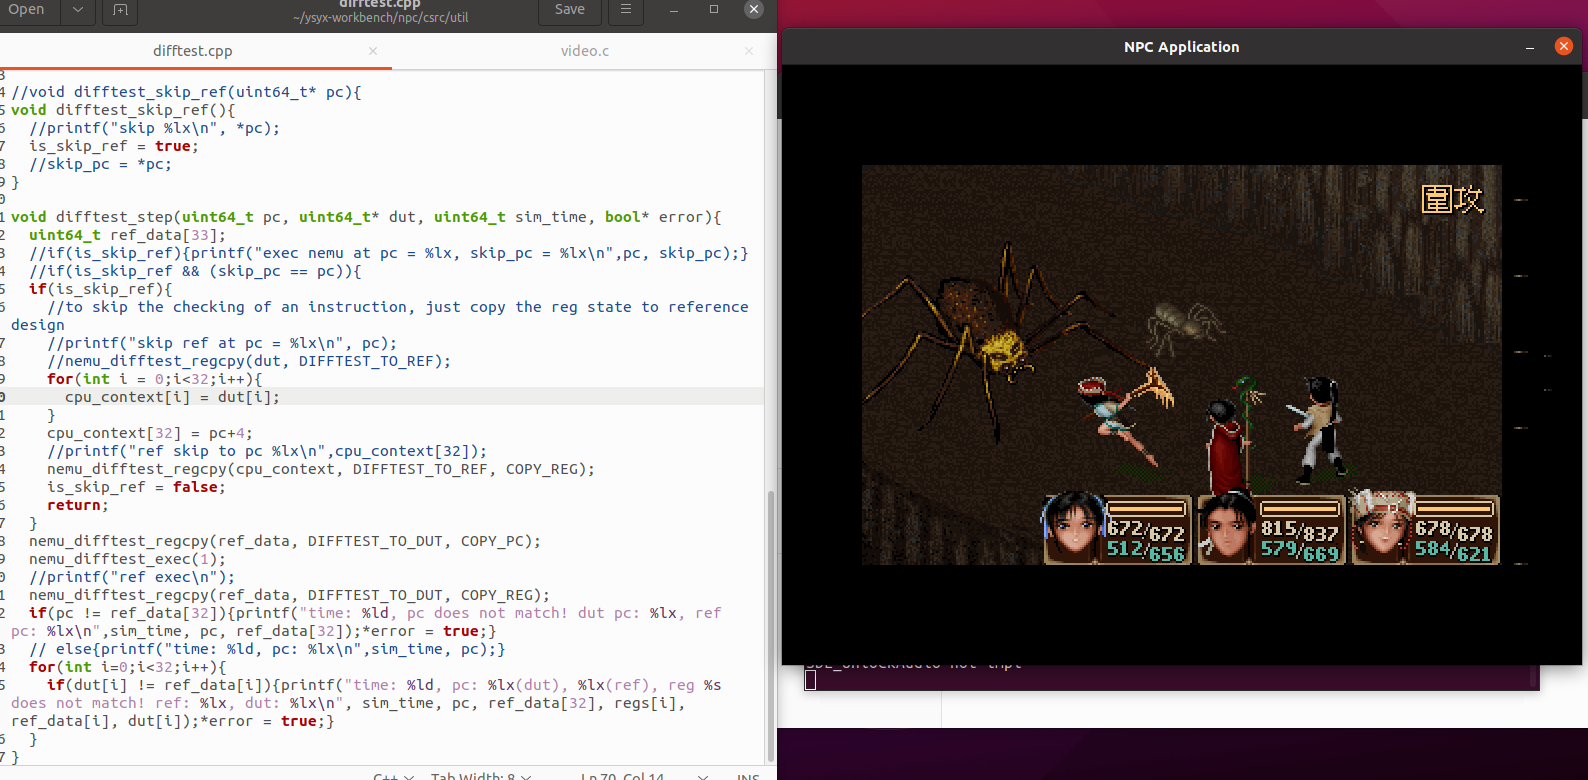 Open
difftest.cpp
~/ysyx-workbench/npc/csrc/util
Save
difftest.cpp
video.c
3
4 //void difftest_skip_ref(uint64_t* pc){
5 void difftest_skip_ref(){
6 //printf("skip %lx\n", *pc);
7 is_skip_ref = true;
8 //skip_pc = *pc;
9 }
0
1 void difftest_step(uint64_t pc, uint64_t* dut, uint64_t sim_time, bool* error){
2 uint64_t ref_data[33];
3 //if(is_skip_ref){printf("exec nemu at pc = %lx, skip_pc = %lx\n",pc, skip_pc);}
4 //if(is_skip_ref && (skip_pc == pc)){
5 if(is_skip_ref){
6 //to skip the checking of an instruction, just copy the reg state to reference
design
7 //printf("skip ref at pc = %lx\n", pc);
8 //nemu_difftest_regcpy(dut, DIFFTEST_TO_REF);
9 for(int i = 0;i<32;i++){
0 cpu_context[i] = dut[i];
1 }
2 cpu_context[32] = pc+4;
3 //printf("ref skip to pc %lx\n",cpu_context[32]);
4 nemu_difftest_regcpy(cpu_context, DIFFTEST_TO_REF, COPY_REG);
5 is_skip_ref = false;
6 return;
7 }
8 nemu_difftest_regcpy(ref_data, DIFFTEST_TO_DUT, COPY_PC);
9 nemu_difftest_exec(1);
0 //printf("ref exec\n");
1 nemu_difftest_regcpy(ref_data, DIFFTEST_TO_DUT, COPY_REG);
2 if(pc != ref_data[32]){printf("time: %ld, pc does not match! dut pc: %lx, ref
pc: %lx\n",sim_time, pc, ref_data[32]);*error = true;}
3 // else{printf("time: %ld, pc: %lx\n",sim_time, pc);}
4 for(int i=0;i<32;i++){
5 if(dut[i] != ref_data[i]){printf("time: %ld, pc: %lx(dut), %lx(ref), reg %s
does not match! ref: %lx, dut: %lx\n", sim_time, pc, ref_data[32], regs[i],
ref_data[i], dut[i]);*error = true;}
6 }
7 }
C++
Tab Width: 8
Ln 70, Col 14
INS
NPC Application
圍攻
672/672
512/656
815/837
579/669
678/678
584/621
SDL_UnlockAudio not impl